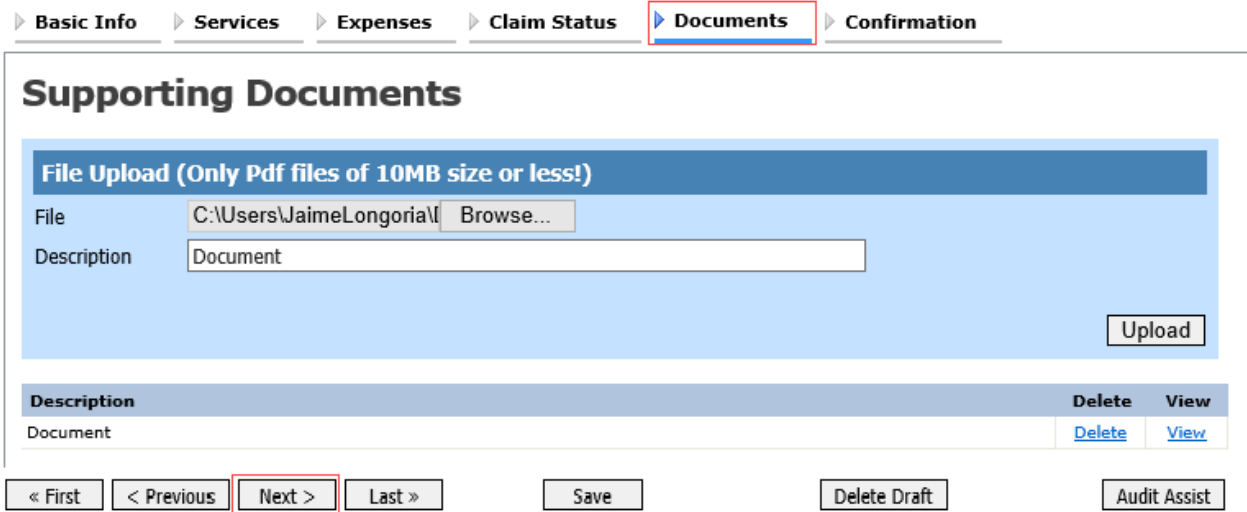 Basic Info Services Expenses Claim Status Documents Confirmation
Supporting Documents
File Upload (Only Pdf files of 10MB size or less!)
File C:\Users\JaimeLongoria\ Browse...
Description Document
Upload
Description Delete View
Document Delete View
« First < Previous Next > Last » Save Delete Draft Audit Assist